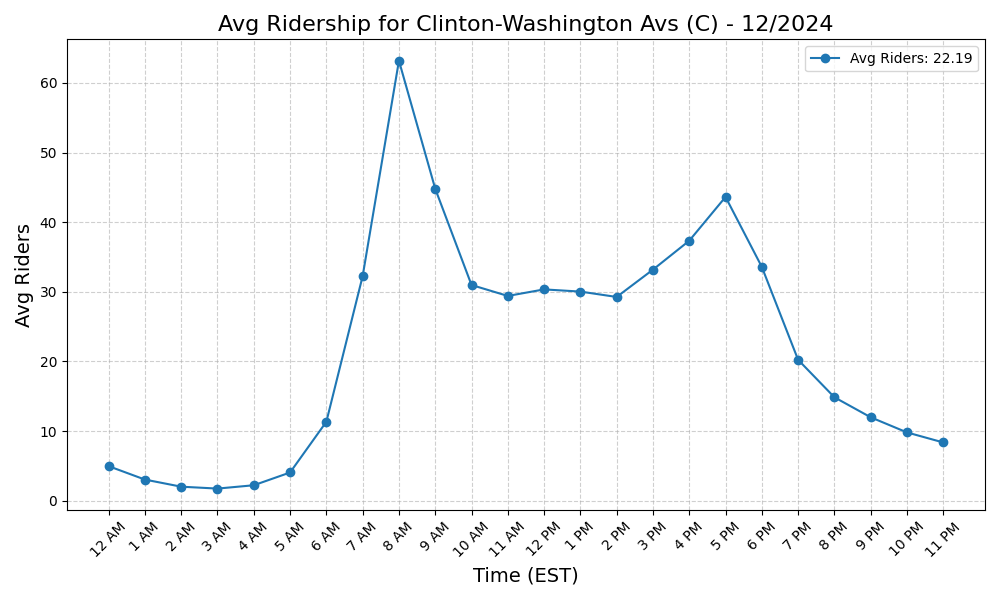 Avg Ridership for Clinton-Washington Avs (C) - 12/2024
Avg Riders: 22.19
Avg Riders
60
50
40
30
20
10
0
12 AM
1 AM
2 AM
3 AM
4 AM
5 AM
6 AM
7 AM
8 AM
9 AM
10 AM
11 AM
12 PM
1 PM
2 PM
3 PM
4 PM
5 PM
6 PM
7 PM
8 PM
9 PM
10 PM
11 PM
Time (EST)